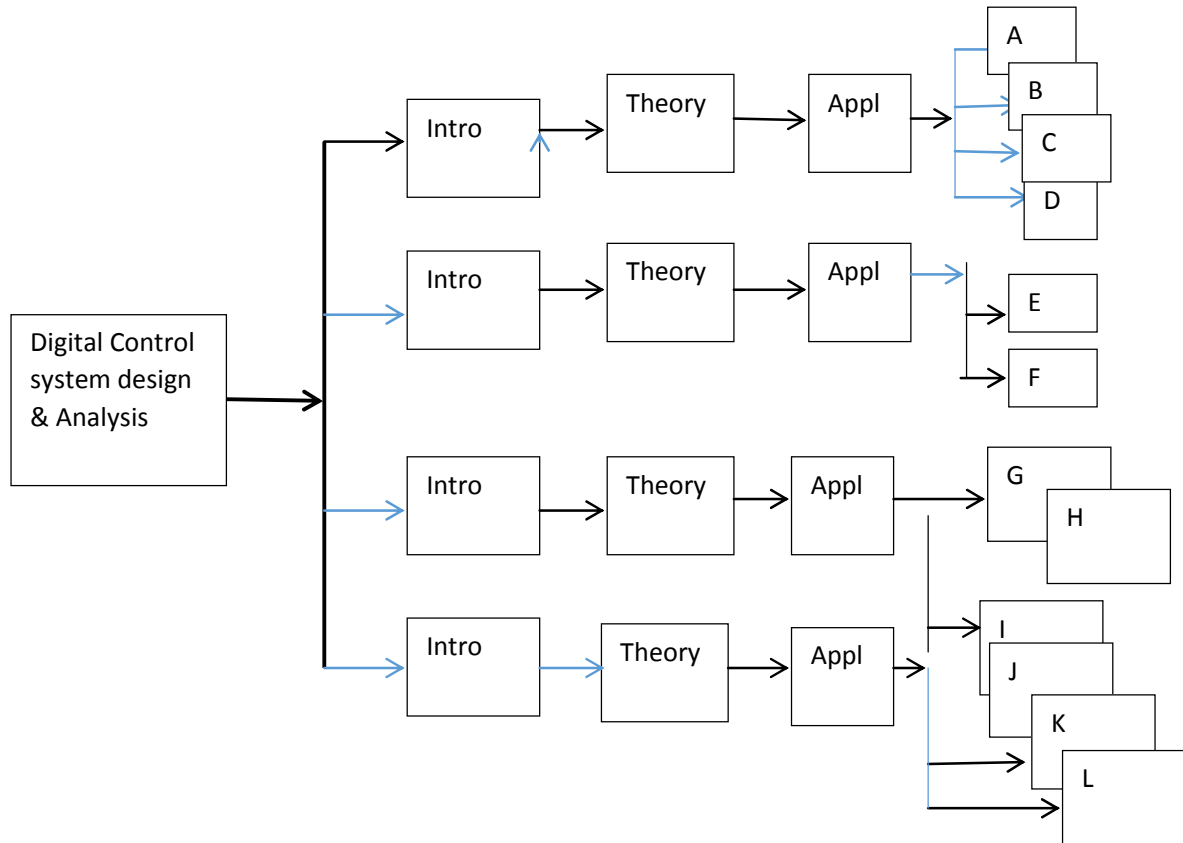 A
B
Intro
Theory
Appl
C
D
Intro
Theory
Appl
E
Digital Control
system design
& Analysis
F
Intro
Theory
Appl
G
H
Intro
Theory
Appl
I
J
K
L